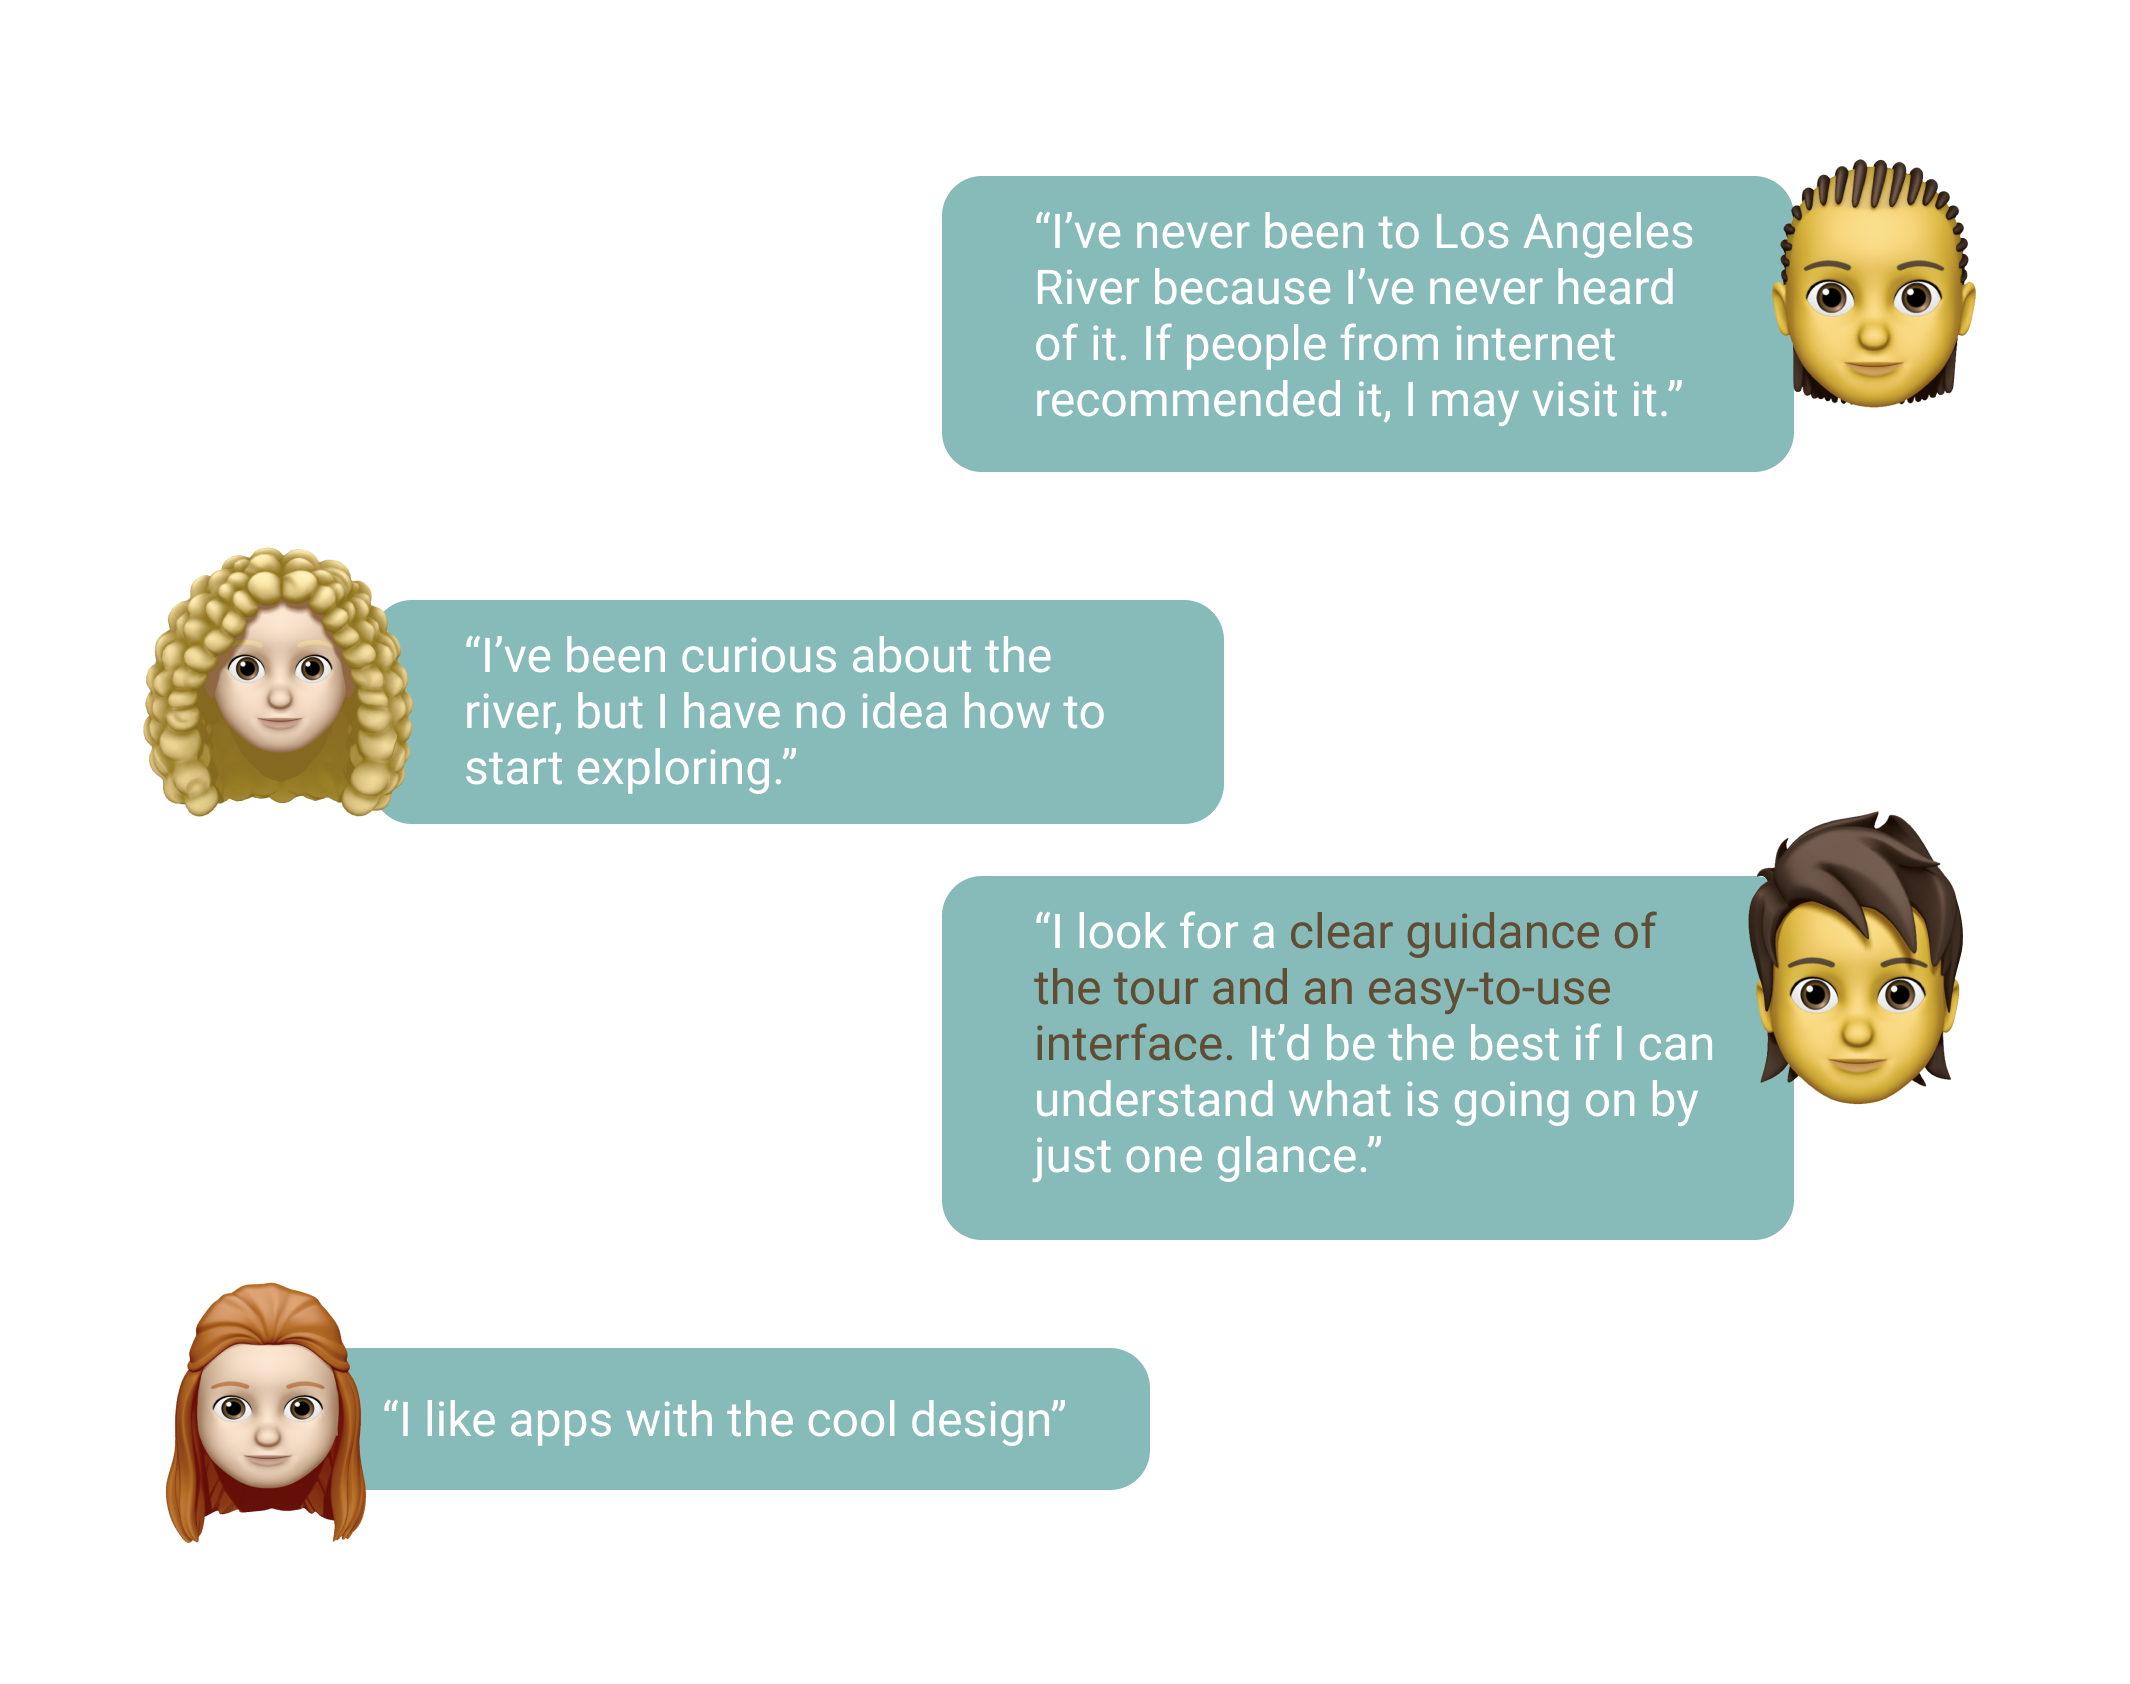 “I’ve never been to Los Angeles
River because I’ve never heard
of it. If people from internet
recommended it, I may visit it.”
“I’ve been curious about the
river, but I have no idea how to
start exploring.”
“I look for a clear guidance of
the tour and an easy-to-use
interface. It’d be the best if I can
understand what is going on by
just one glance.”
“I like apps with the cool design”